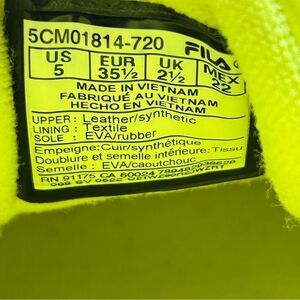 5CM01814-720
FILA
US EUR UK MEX
5 35½ 2½ 22
MADE IN VIETNAM
FABRIQUÉ AU VIETNAM
HECHO EN VIETNAM
UPPER: Leather/synthetic
LINING: Textile
SOLE : EVA/rubber
Empeigne:Cuir/synthétique
Doublure et semelle intérieure: Tissu
Semelle: EVA/caoutchouc
RN 91175 CA 60024